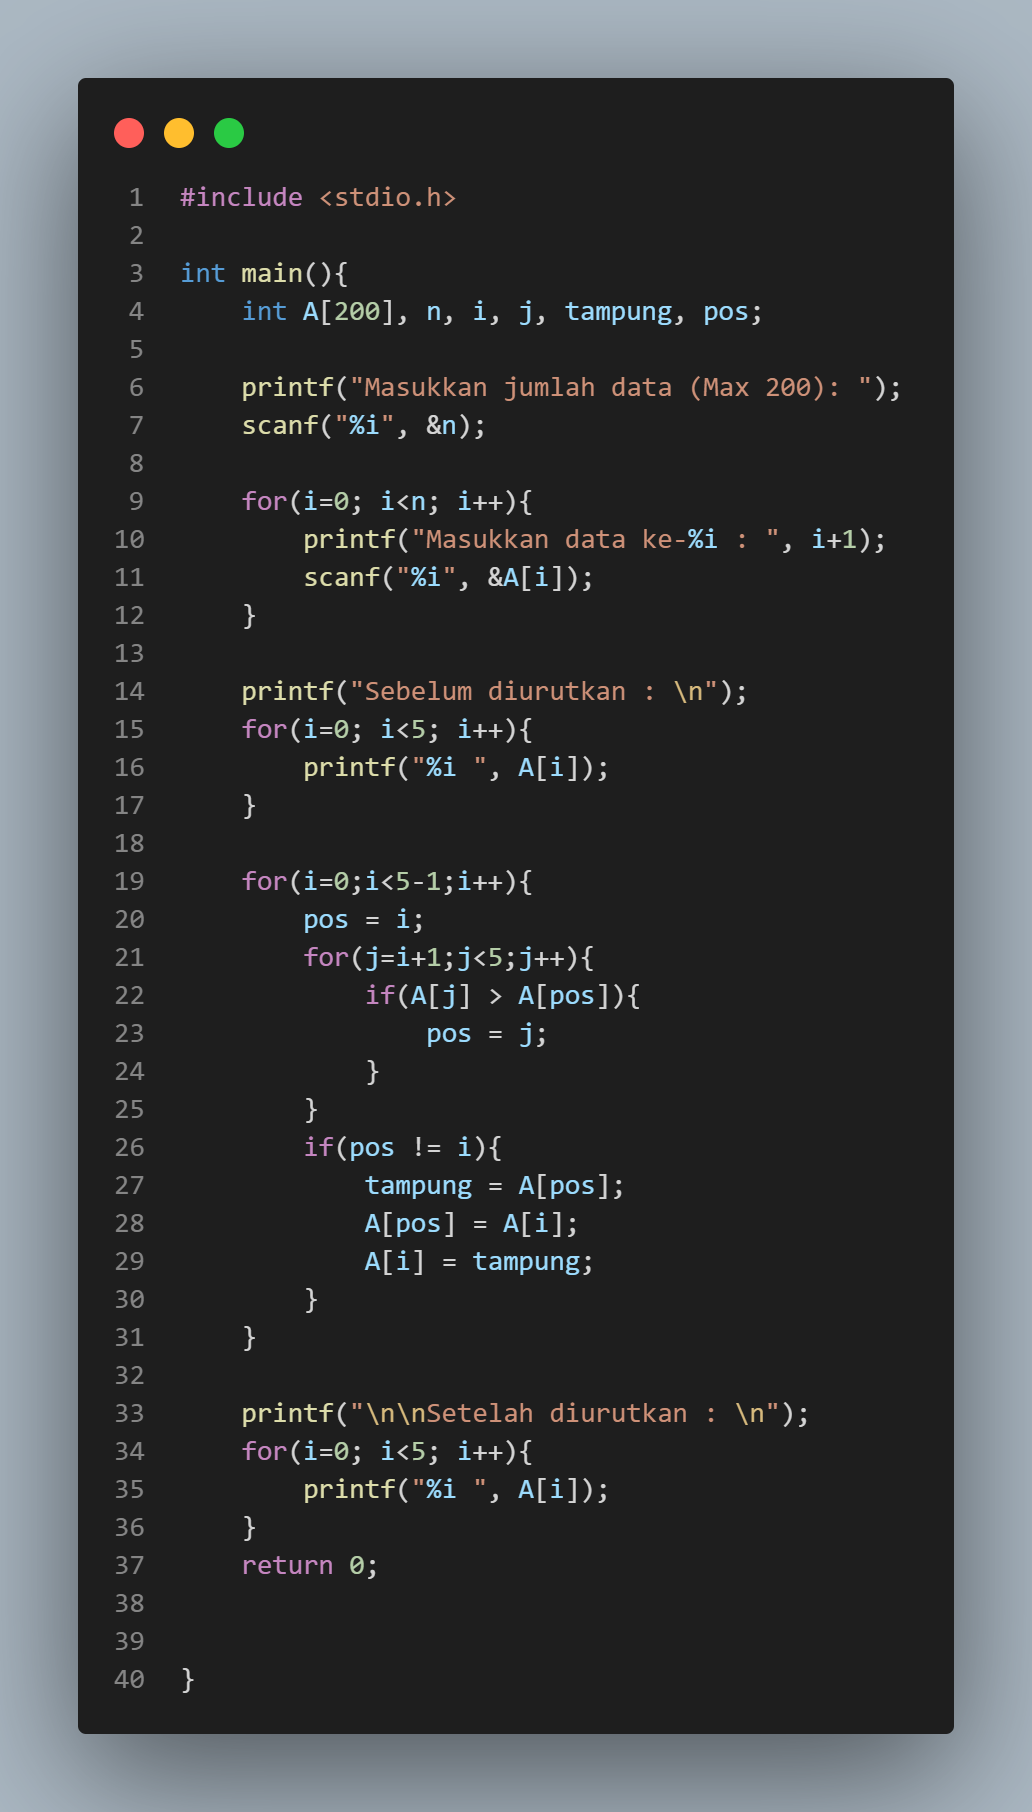 1 #include <stdio.h>
2
3 int main(){
4     int A[200], n, i, j, tampung, pos;
5
6     printf("Masukkan jumlah data (Max 200): ");
7     scanf("%i", &n);
8
9     for(i=0; i<n; i++){
10         printf("Masukkan data ke-%i : ", i+1);
11         scanf("%i", &A[i]);
12     }
13
14     printf("Sebelum diurutkan : \n");
15     for(i=0; i<5; i++){
16         printf("%i ", A[i]);
17     }
18
19     for(i=0;i<5-1;i++){
20         pos = i;
21         for(j=i+1;j<5;j++){
22             if(A[j] > A[pos]){
23                 pos = j;
24             }
25         }
26         if(pos != i){
27             tampung = A[pos];
28             A[pos] = A[i];
29             A[i] = tampung;
30         }
31     }
32
33     printf("\n\nSetelah diurutkan : \n");
34     for(i=0; i<5; i++){
35         printf("%i ", A[i]);
36     }
37     return 0;
38
39
40 }